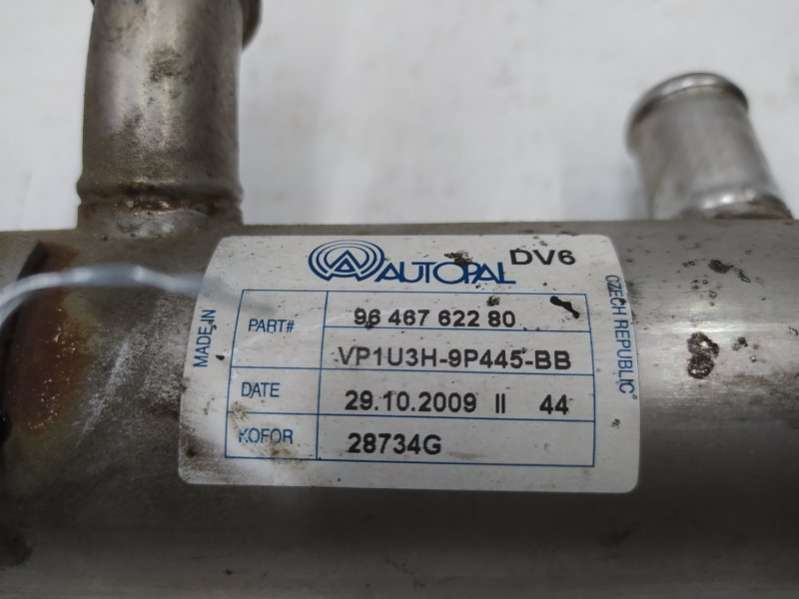 AUTOPAL DV6
MADE IN
CZECH REPUBLIC
PART# 96 467 622 80
VP1U3H-9P445-BB
DATE 29.10.2009 II 44
KOFOR 28734G